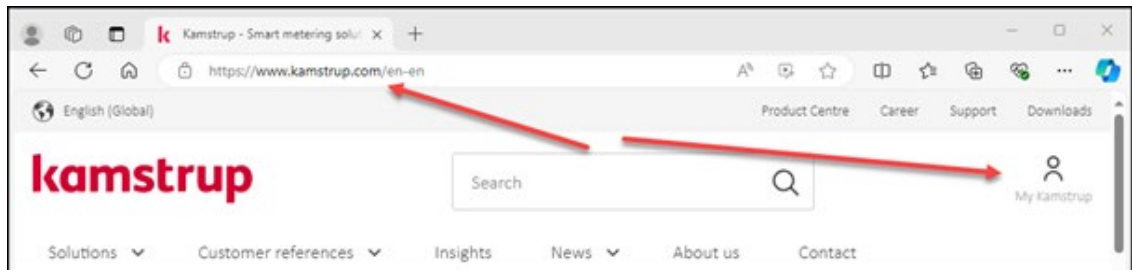 Kamstrup - Smart metering solu
https://www.kamstrup.com/en-en
English (Global) Product Centre Career Support Downloads
kamstrup
Search
My Kamstrup
Solutions Customer references Insights News About us Contact